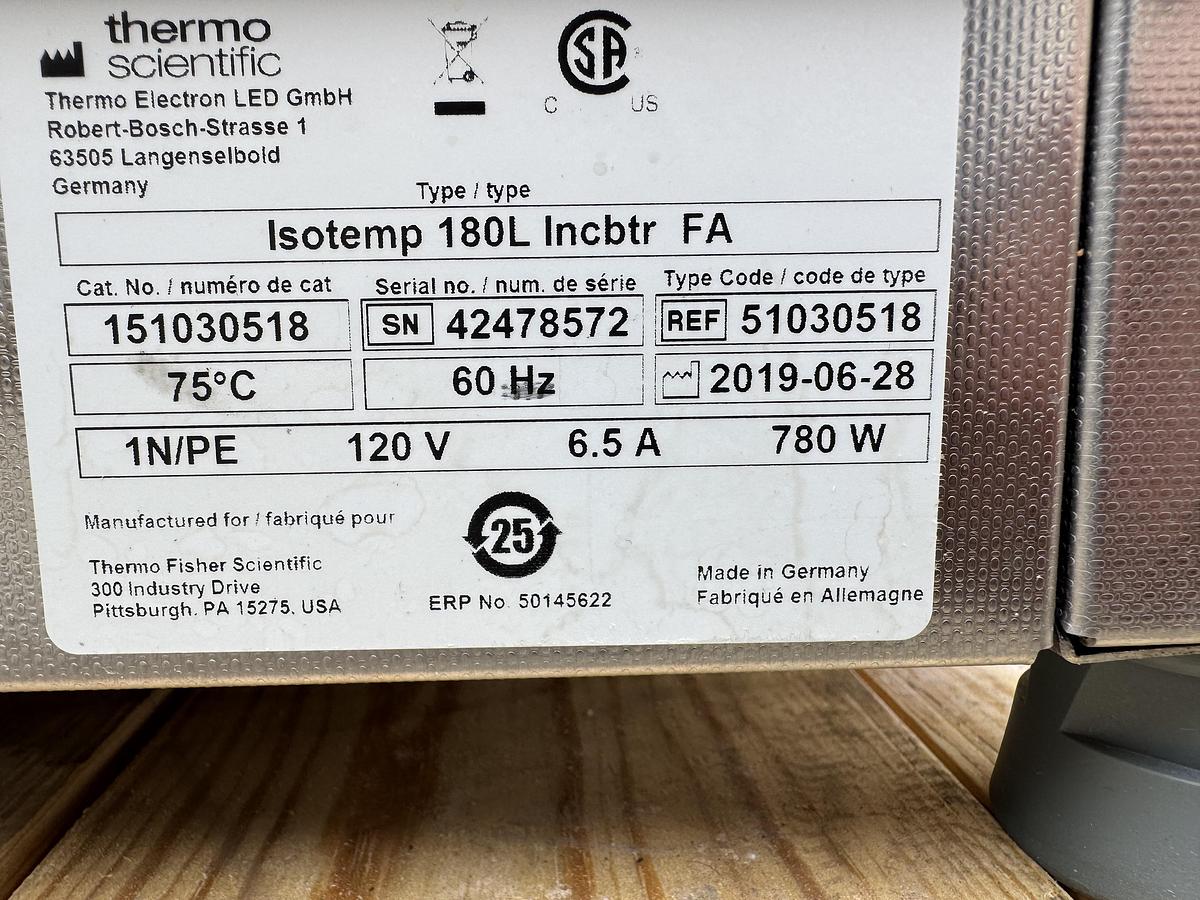 thermo
scientific
Thermo Electron LED GmbH
Robert-Bosch-Strasse 1
63505 Langenselbold
Germany
CSA
C US
Type / type
Isotemp 180L Incbtr FA
Cat. No. / numéro de cat
Serial no. / num. de série
Type Code / code de type
151030518
SN 42478572
REF 51030518
75°C
60 Hz
2019-06-28
1N/PE 120 V 6.5 A 780 W
Manufactured for / fabriqué pour
25
Thermo Fisher Scientific
300 Industry Drive
Pittsburgh, PA 15275, USA
ERP No. 50145622
Made in Germany
Fabriqué en Allemagne